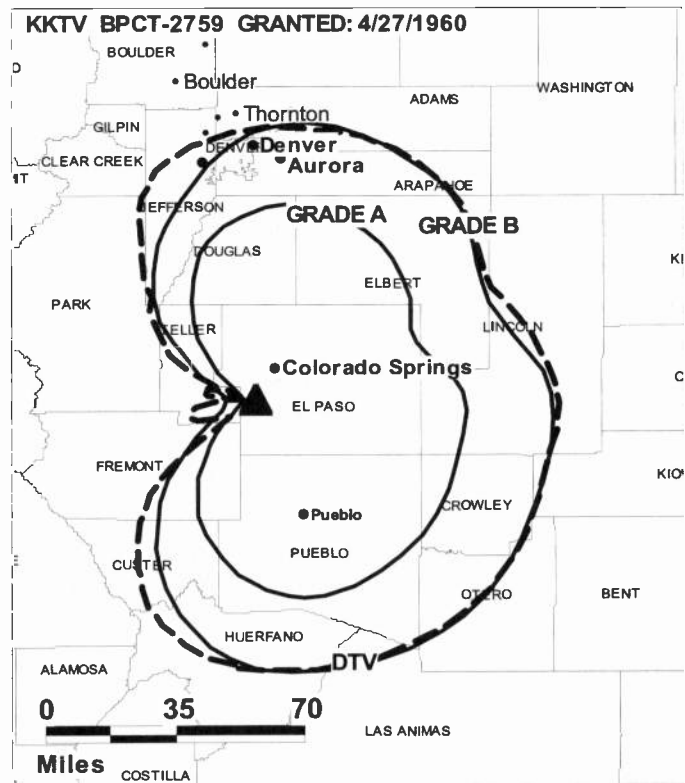 KKTV BPCT-2759 GRANTED: 4/27/1960
BOULDER
Boulder
WASHINGTON
ADAMS
Thornton
GILPIN
DENVER
Denver
CLEAR CREEK
Aurora
ARAPAHOE
JEFFERSON
GRADE A
GRADE B
DOUGLAS
ELBERT
PARK
TELLER
LINCOLN
Colorado Springs
EL PASO
FREMONT
CROWLEY
Pueblo
PUEBLO
CUSTER
OTERO
BENT
HUERFANO
DTV
ALAMOSA
0 35 70
Miles
LAS ANIMAS
COSTILLA